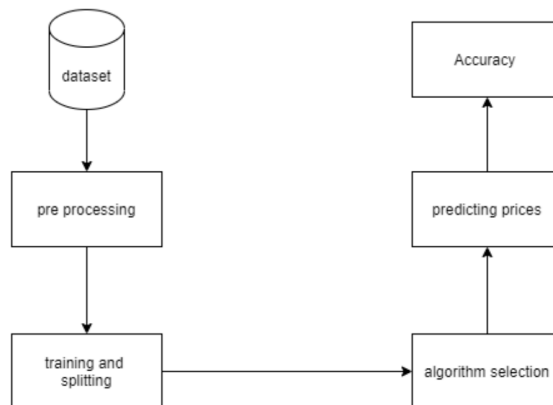 dataset
pre processing
training and
splitting
algorithm selection
predicting prices
Accuracy